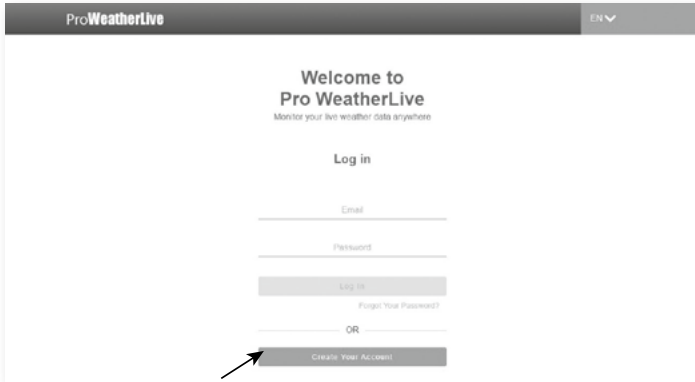 ProWeatherLive
EN
Welcome to
Pro WeatherLive
Monitor your live weather data anywhere
Log in
Email
Password
Log in
Forgot Your Password?
OR
Create Your Account